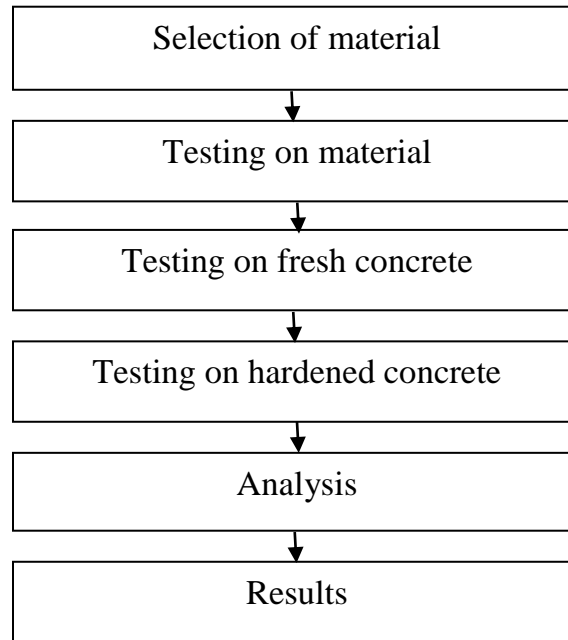 Selection of material
Testing on material
Testing on fresh concrete
Testing on hardened concrete
Analysis
Results